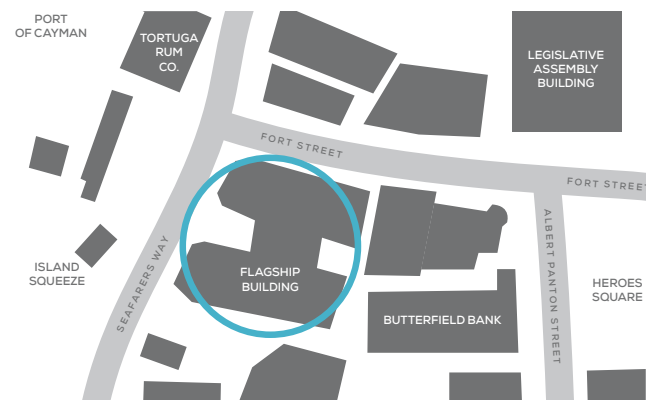 PORT
OF CAYMAN
TORTUGA
RUM
CO.
LEGISLATIVE
ASSEMBLY
BUILDING
FORT STREET
FORT STREET
SEAFARERS WAY
ALBERT PANTON STREET
ISLAND
SQUEEZE
FLAGSHIP
BUILDING
HEROES
SQUARE
BUTTERFIELD BANK